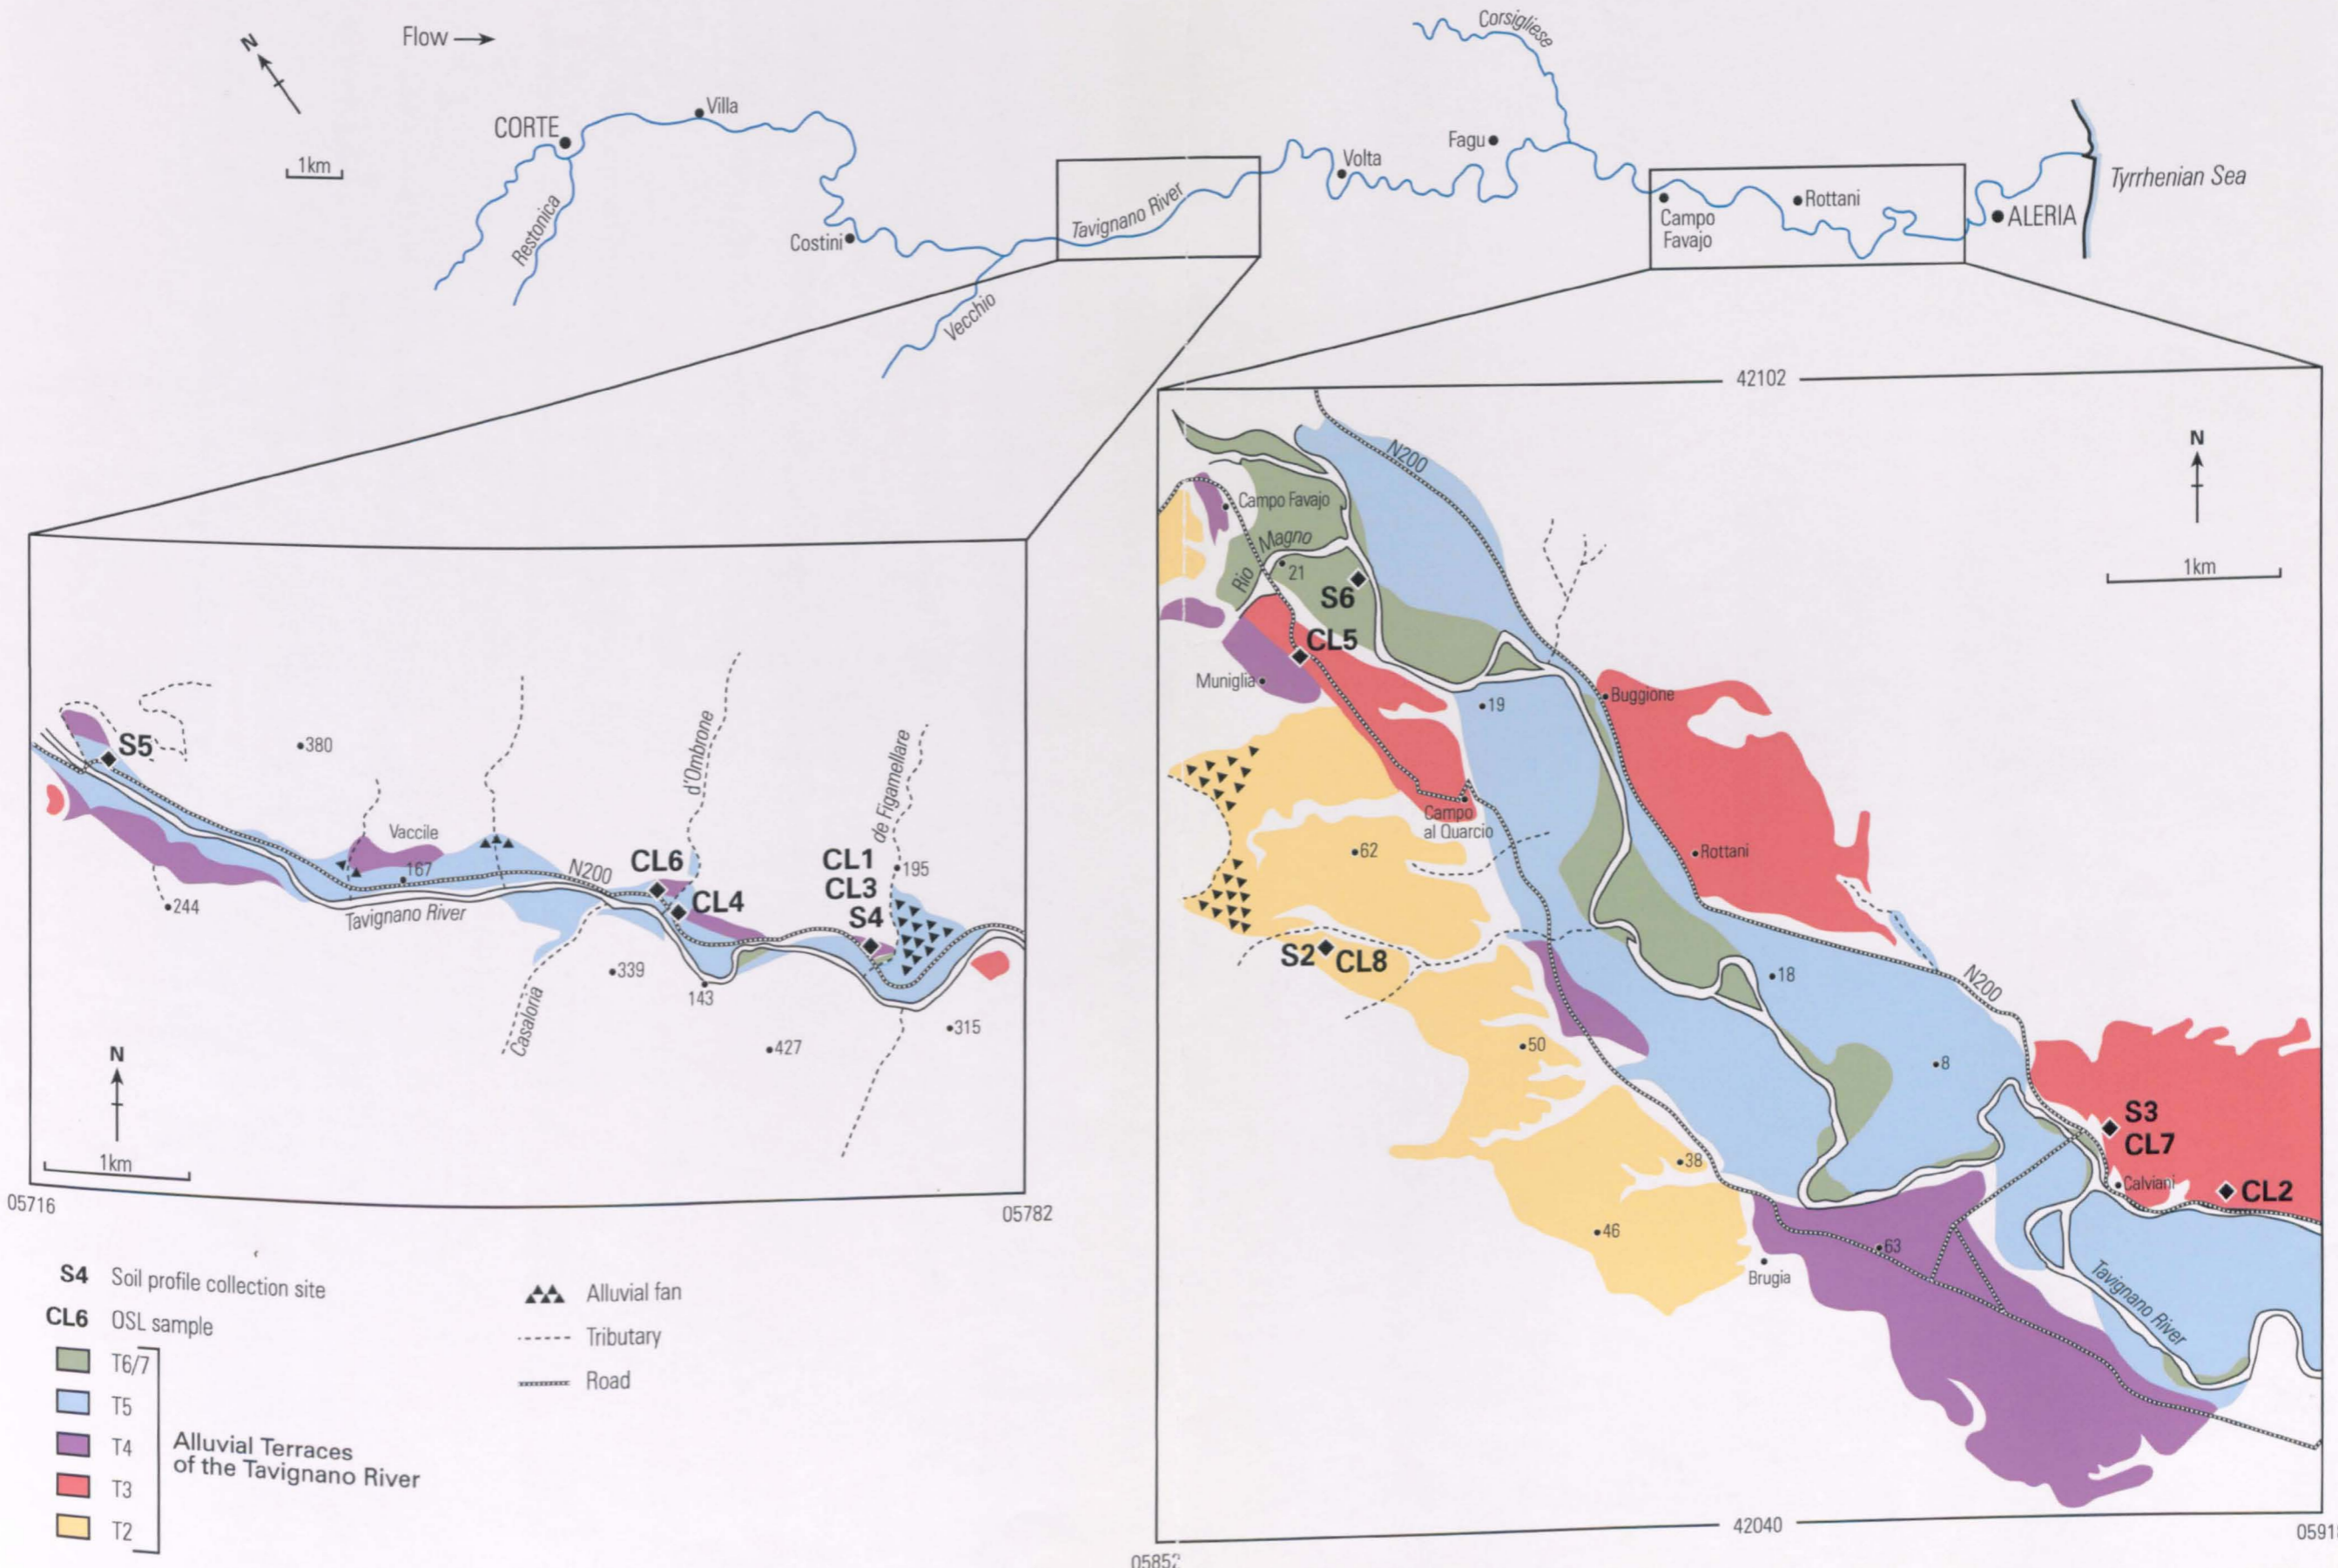 N
Flow
1km
CORTE
Villa
Restonica
Costini
Vecchio
Tavignano River
Volta
Fagu
Corsigliese
Campo
Favajo
Rottani
ALERIA
Tyrrhenian Sea
S5
380
Vaccile
167
244
Tavignano River
N200
d'Ombrone
CL6
CL4
Casaloria
339
143
427
CL1
CL3
S4
de Figamellare
195
315
N
1km
05716
05782
42102
N
1km
N200
Campo Favajo
Rio
Magno
21
S6
CL5
Muniglia
19
Buggione
Campo
al Quarcio
62
Rottani
S2
CL8
18
N200
50
8
38
S3
CL7
Calviani
CL2
46
63
Brugia
Tavignano River
42040
05852
0591
S4 Soil profile collection site
CL6 OSL sample
T6/7
T5
T4
T3
T2
Alluvial Terraces
of the Tavignano River
Alluvial fan
Tributary
Road